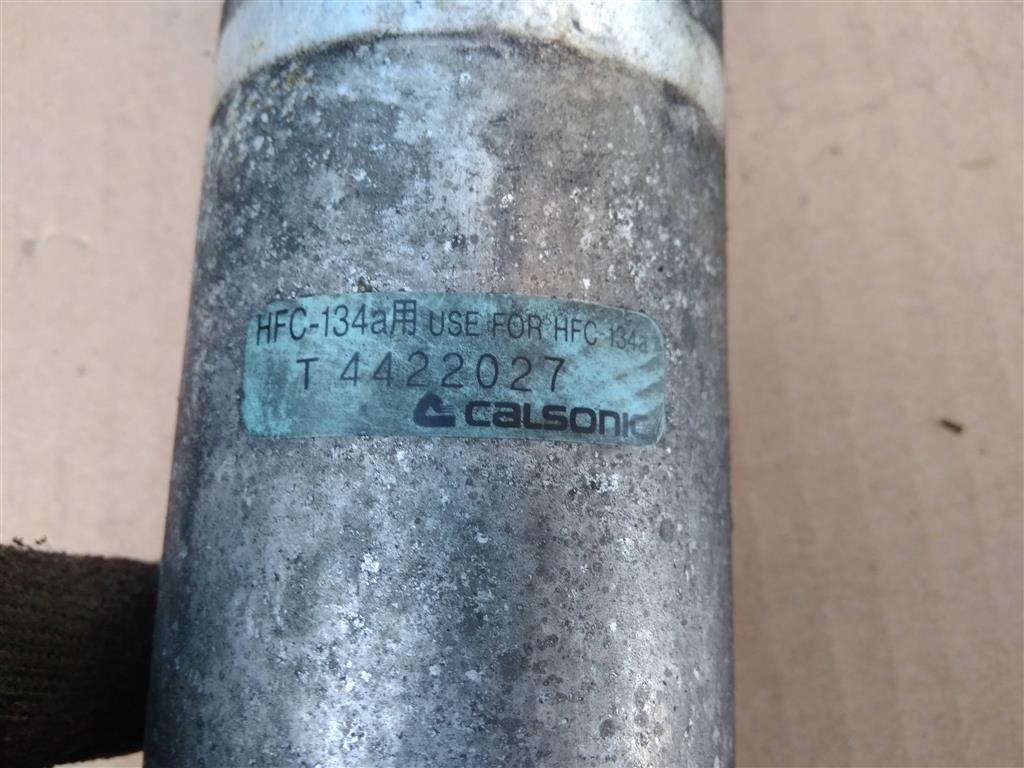 HFC-134a用 USE FOR HFC-134a
T 4422027
CALSONIC